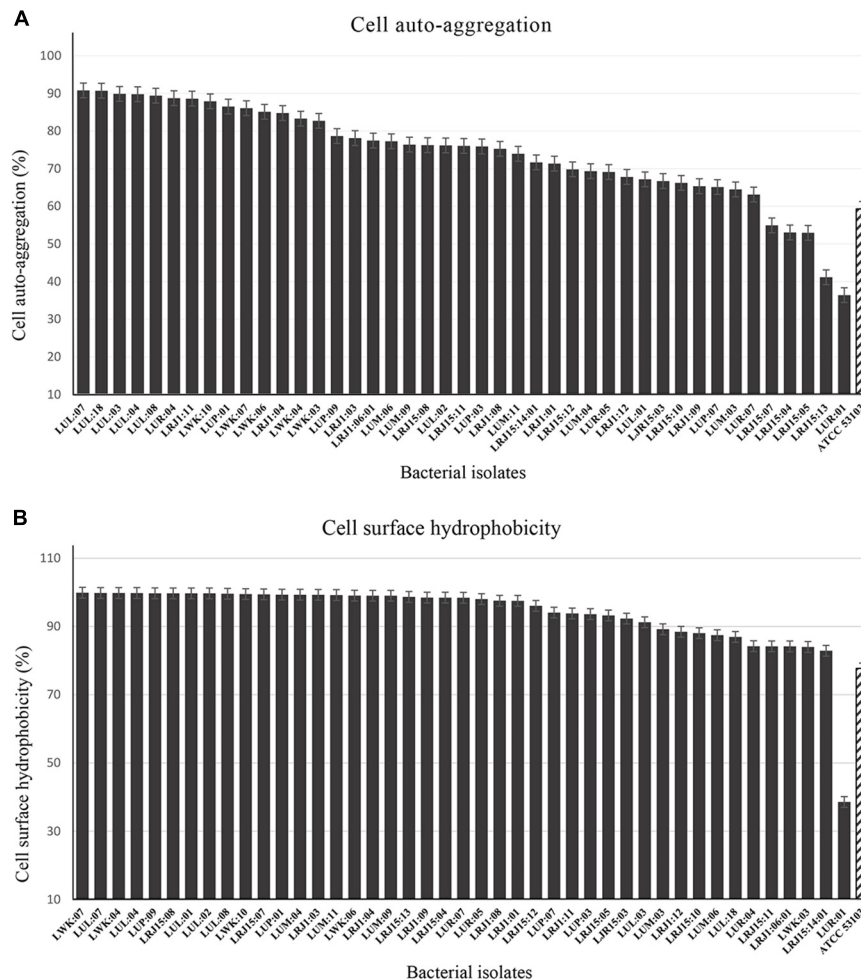 A
Cell auto-aggregation
Cell auto-aggregation (%)
100
90
80
70
60
50
40
30
20
10
LUL:07
LUL:18
LUL:03
LUL:04
LUL:08
LUR:04
LRJ1:11
LWK:10
LUP:01
LWK:07
LWK:06
LRJ1:04
LWK:04
LWK:03
LUP:09
LRJ1:03
LRJ1:06:01
LUM:06
LUM:09
LRJ15:08
LUL:02
LRJ15:11
LUP:03
LRJ1:08
LUM:11
LRJ15:14:01
LRJ1:01
LRJ15:12
LUM:04
LUR:05
LRJ1:12
LUL:01
LJR15:03
LRJ15:10
LRJ1:09
LUP:07
LUM:03
LUR:07
LRJ15:07
LRJ15:04
LRJ15:05
LRJ15:13
LUR:01
ATCC 53103
Bacterial isolates
B
Cell surface hydrophobicity
Cell surface hydrophobicity (%)
110
90
70
50
30
10
LWK:07
LUL:07
LWK:04
LUL:04
LUP:09
LRJ15:08
LUL:01
LUL:02
LUL:08
LWK:10
LRJ15:07
LUP:01
LUM:04
LRJ1:03
LUM:11
LWK:06
LRJ1:04
LUM:09
LRJ15:13
LRJ1:09
LRJ15:04
LUR:07
LUR:05
LRJ1:08
LRJ1:01
LRJ15:12
LUP:07
LRJ1:11
LUP:03
LRJ15:05
LJR15:03
LUL:03
LUM:03
LRJ1:12
LRJ15:10
LUM:06
LUL:18
LUR:04
LRJ15:11
LRJ1:06:01
LWK:03
LRJ15:14:01
LUR:01
ATCC 53103
Bacterial isolates